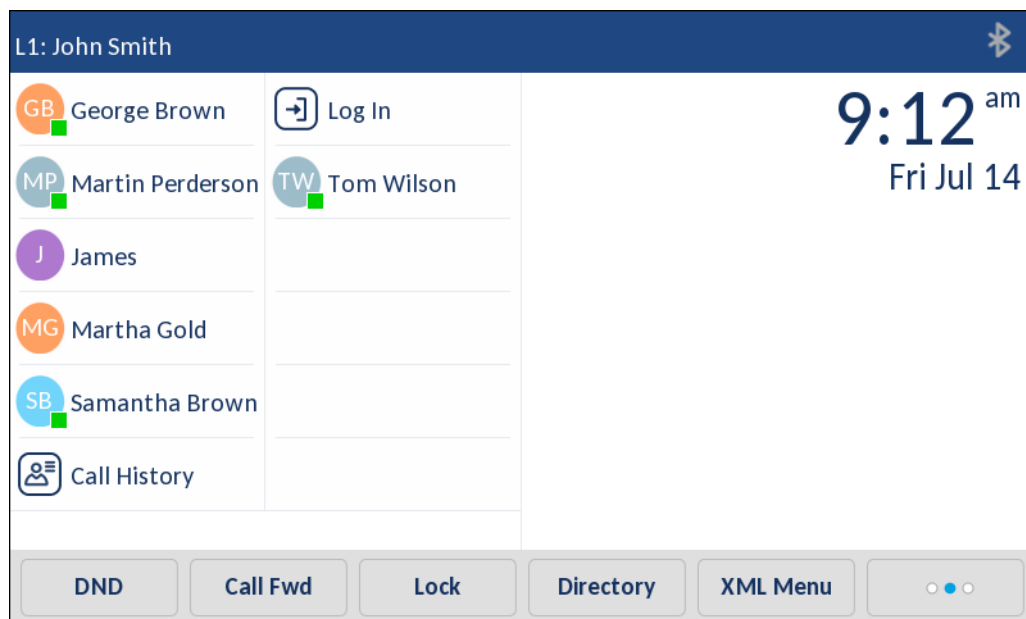 L1: John Smith
GB George Brown
MP Martin Perderson
J James
MG Martha Gold
SB Samantha Brown
Call History
Log In
TW Tom Wilson
9:12 am
Fri Jul 14
DND
Call Fwd
Lock
Directory
XML Menu